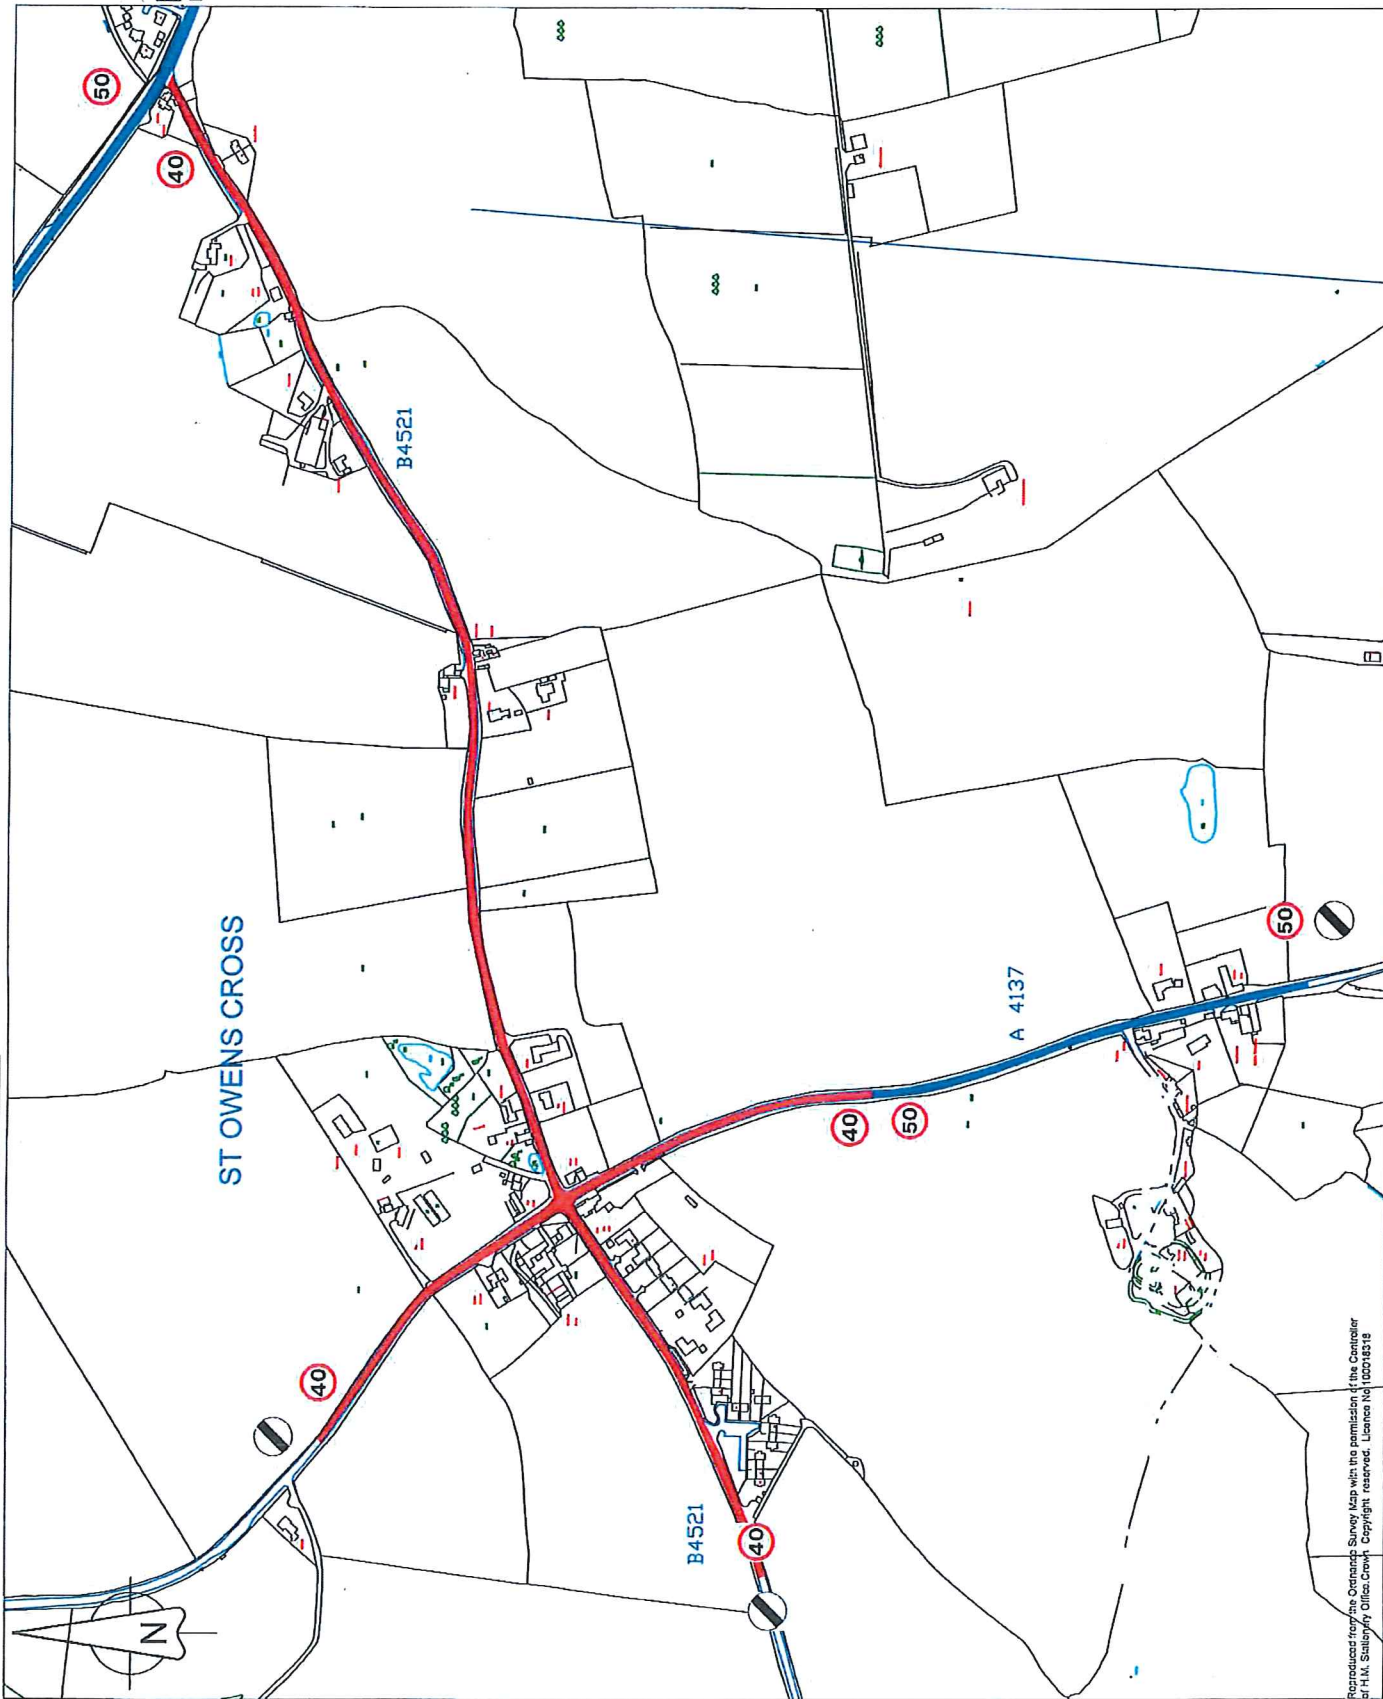 50
40
B4521
ST OWENS CROSS
A 4137
50
40
50
40
B4521
40
N
Reproduced from the Ordnance Survey Map with the permission of the Controller
of H.M. Stationery Office. Crown Copyright reserved. Licence No 100018318